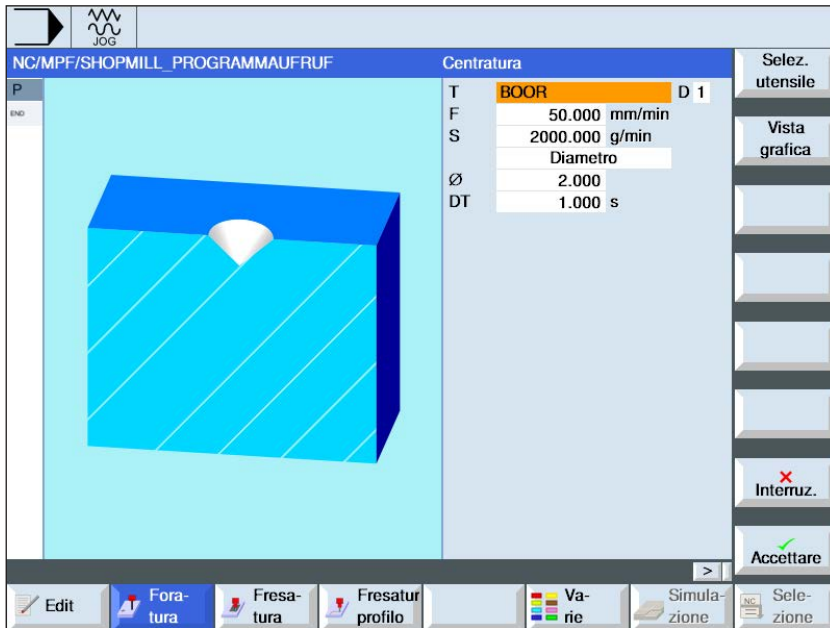 JOG
NC/MPF/SHOPMILL_PROGRAMMAUFRUF
Centratura
P
END
T BOOR D 1
F 50.000 mm/min
S 2000.000 g/min
Diametro
Ø 2.000
DT 1.000 s
Selez.
utensile
Vista
grafica
Interruz.
Accettare
>
Edit
Fora-
tura
Fresa-
tura
Fresatur
profilo
Va-
rie
Simula-
zione
NC
Sele-
zione